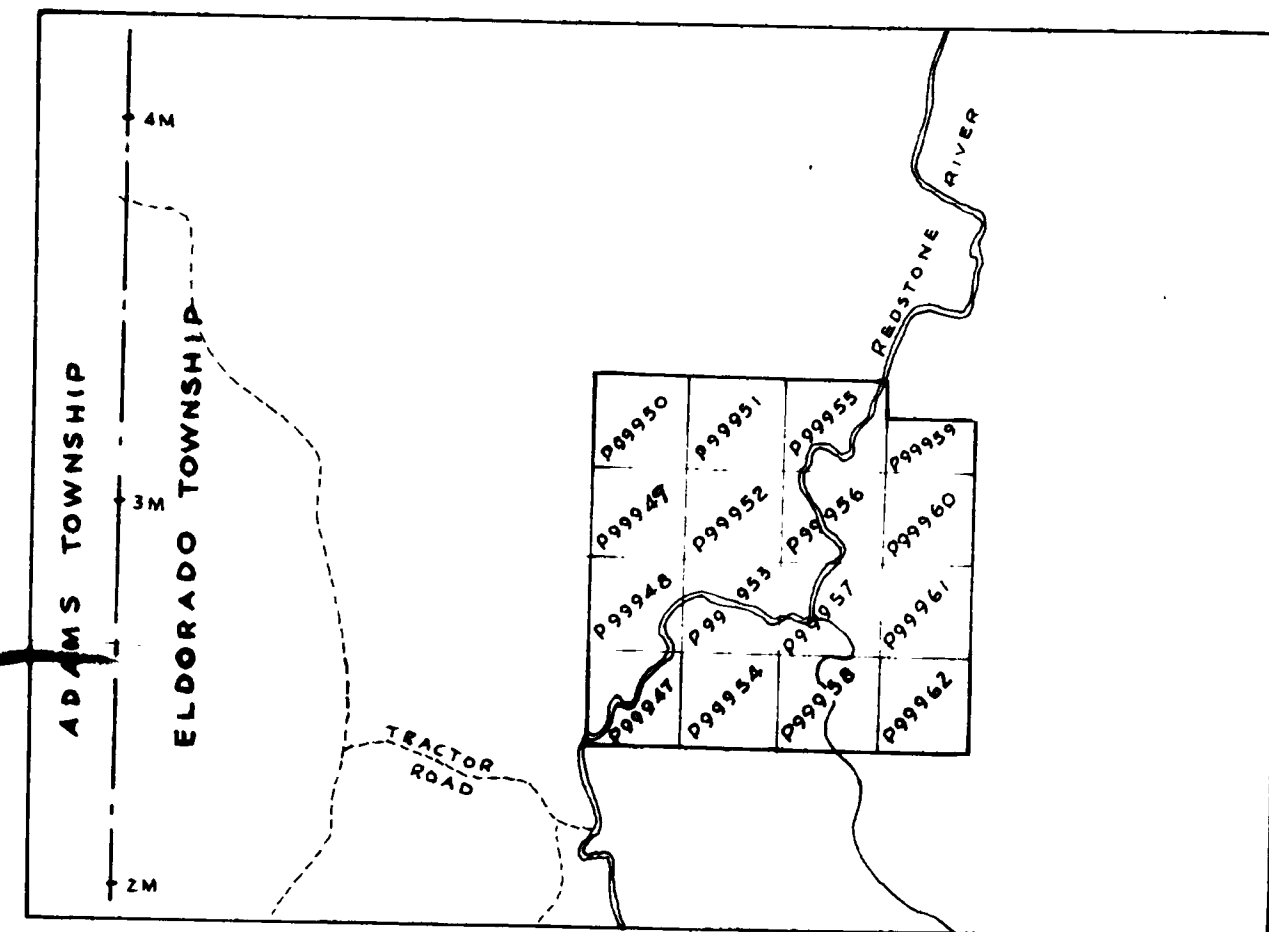 4M
3M
2M
ADAMS TOWNSHIP
ELDORADO TOWNSHIP
REDSTONE RIVER
TRACTOR
ROAD
P99950
P99951
P99955
P99959
P99949
P99952
P99956
P99960
P99948
P99953
P99957
P99961
P99947
P99954
P99958
P99962